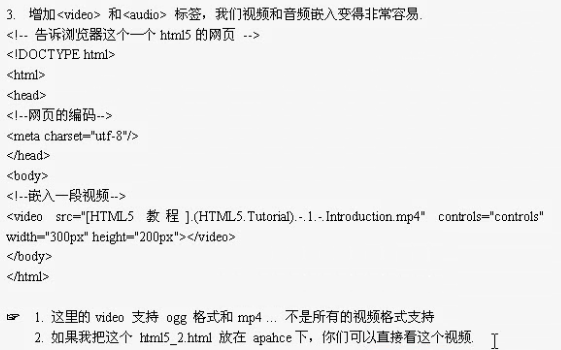 3. 增加<video> 和<audio> 标签，我们视频和音频嵌入变得非常容易.
<!-- 告诉浏览器这个一个 html5 的网页 -->
<!DOCTYPE html>
<html>
<head>
<!--网页的编码-->
<meta charset="utf-8"/>
</head>
<body>
<!--嵌入一段视频-->
<video src="[HTML5 教程].(HTML5.Tutorial).-.1.-.Introduction.mp4" controls="controls"
width="300px" height="200px"></video>
</body>
</html>
☞ 1. 这里的 video 支持 ogg 格式和 mp4 ... 不是所有的视频格式支持
2. 如果我把这个 html5_2.html 放在 apahce 下，你们可以直接看这个视频.